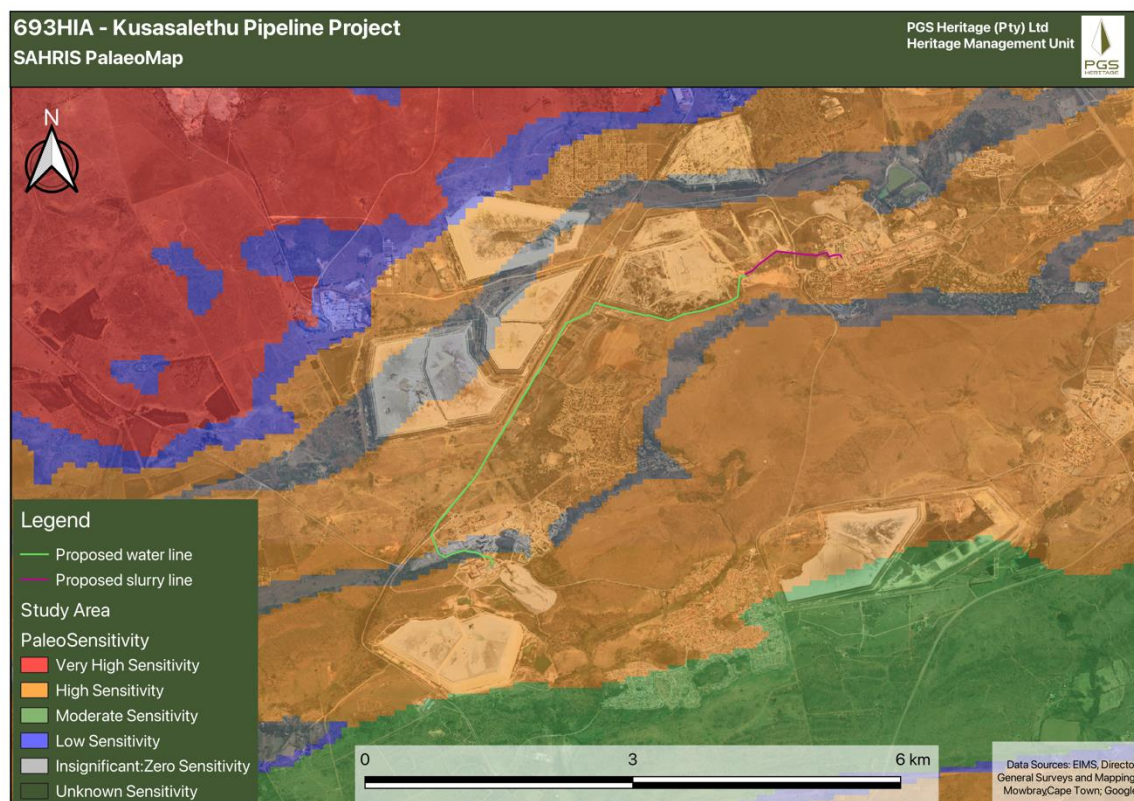 693HIA - Kusasalethu Pipeline Project
SAHRIS PalaeoMap
PGS Heritage (Pty) Ltd
Heritage Management Unit
PGS
HERITAGE
N
Legend
Proposed water line
Proposed slurry line
Study Area
PaleoSensitivity
Very High Sensitivity
High Sensitivity
Moderate Sensitivity
Low Sensitivity
Insignificant:Zero Sensitivity
Unknown Sensitivity
0 3 6 km
Data Sources: EIMS, Directo
General Surveys and Mapping
Mowbray,Cape Town; Google